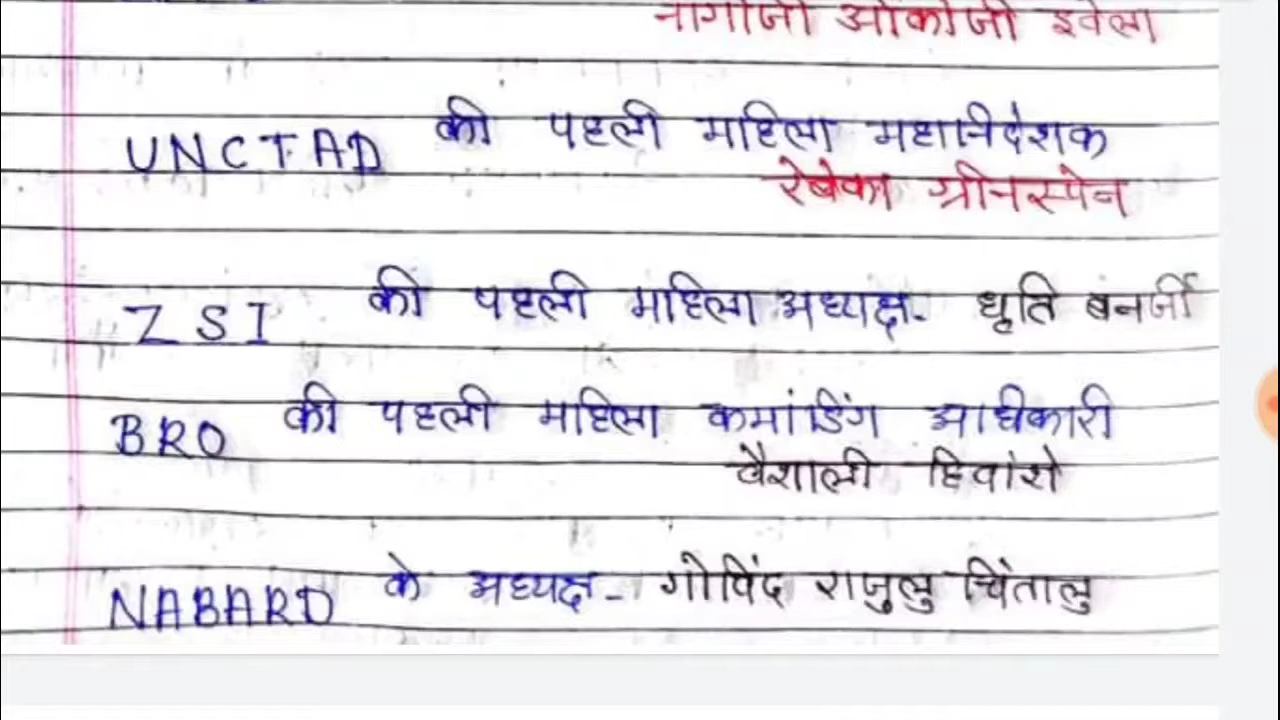 नागोजी ओकोजी इवेला
UNCTAD की पहली महिला महानिदेशक
रेबेका ग्रीनस्पेन
ZSI की पहली महिला अध्यक्ष- धृति बनर्जी
BRO की पहली महिला कमांडिंग अधिकारी
वैशाली हिवांशे
NABARD के अध्यक्ष- गोविंद राजुलु चिंतालु